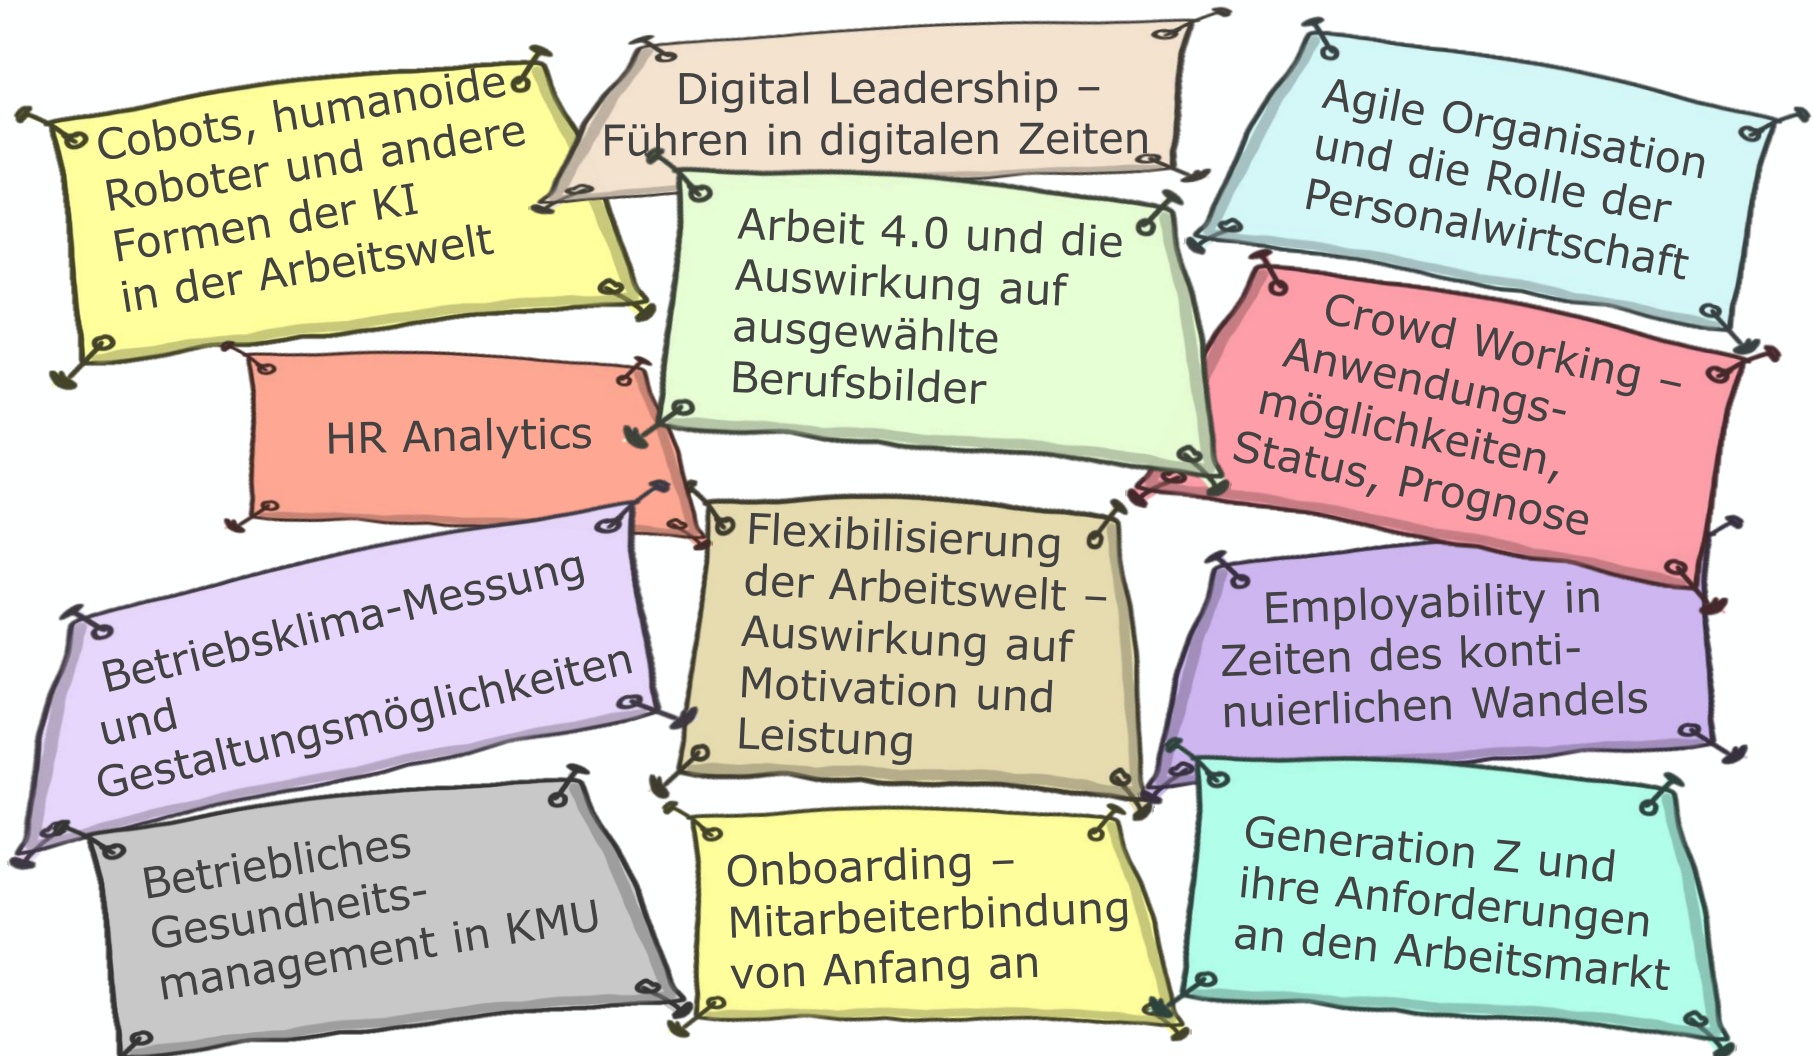 Cobots, humanoide
Roboter und andere
Formen der KI
in der Arbeitswelt
Digital Leadership –
Führen in digitalen Zeiten
Agile Organisation
und die Rolle der
Personalwirtschaft
Arbeit 4.0 und die
Auswirkung auf
ausgewählte
Berufsbilder
HR Analytics
Crowd Working –
Anwendungs-
möglichkeiten,
Status, Prognose
Betriebsklima-Messung
und
Gestaltungsmöglichkeiten
Flexibilisierung
der Arbeitswelt –
Auswirkung auf
Motivation und
Leistung
Employability in
Zeiten des konti-
nuierlichen Wandels
Betriebliches
Gesundheits-
management in KMU
Onboarding –
Mitarbeiterbindung
von Anfang an
Generation Z und
ihre Anforderungen
an den Arbeitsmarkt